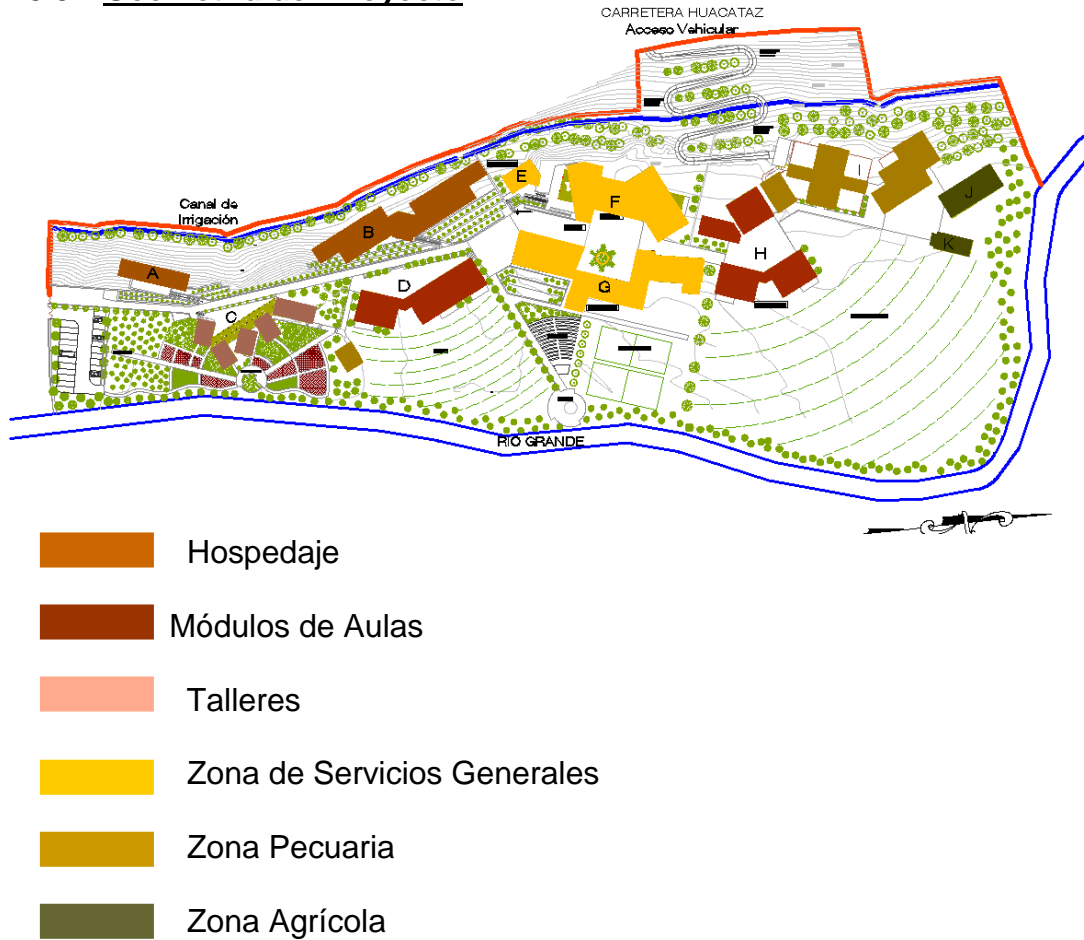 CARRETERA HUACATAZ
Acceso Vehicular
Canal de
Irrigación
A
B
C
D
E
F
G
H
I
J
K
RIO GRANDE
Hospedaje
Módulos de Aulas
Talleres
Zona de Servicios Generales
Zona Pecuaria
Zona Agrícola